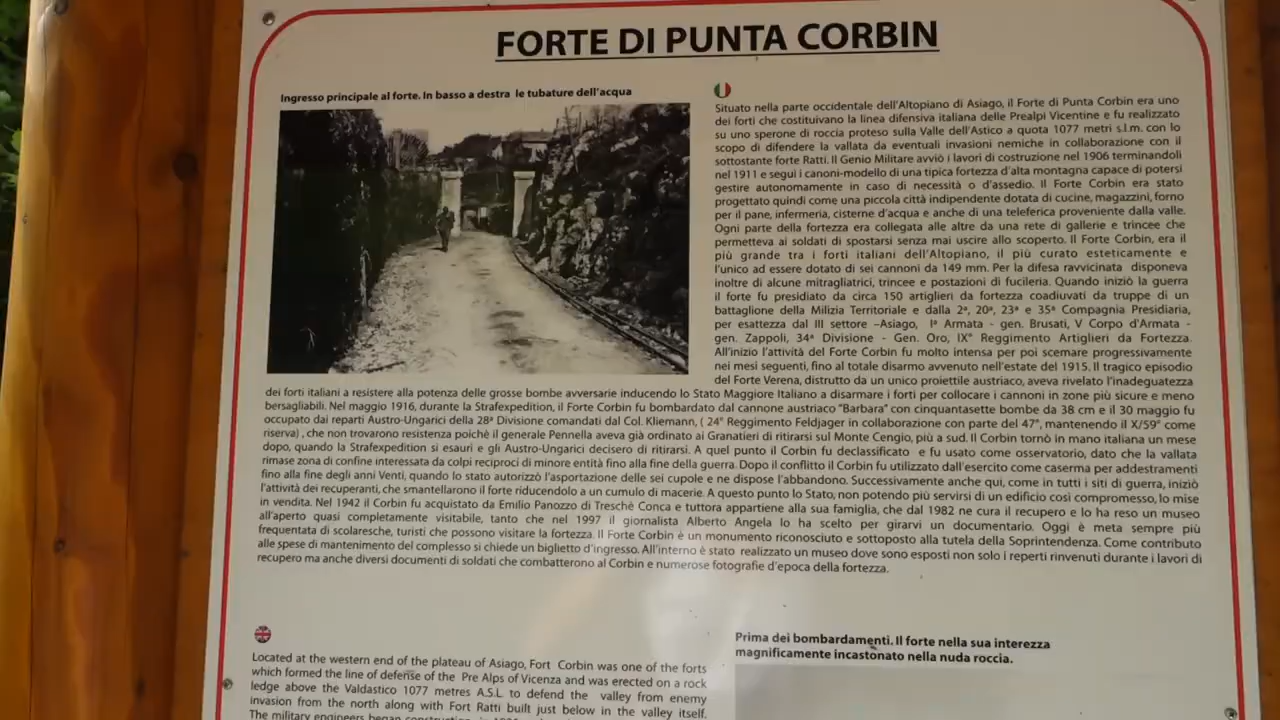 FORTE DI PUNTA CORBIN
Ingresso principale al forte. In basso a destra le tubature dell'acqua
Situato nella parte occidentale dell'Altopiano di Asiago, il Forte di Punta Corbin era uno
dei forti che costituivano la linea difensiva italiana delle Prealpi Vicentine e fu realizzato
su uno sperone di roccia proteso sulla Valle dell'Astico a quota 1077 metri s.l.m. con lo
scopo di difendere la vallata da eventuali invasioni nemiche in collaborazione con il
sottostante forte Ratti. Il Genio Militare avviò i lavori di costruzione nel 1906 terminandoli
nel 1911 e seguì i canoni-modello di una tipica fortezza d'alta montagna capace di potersi
gestire autonomamente in caso di necessità o d'assedio. Il Forte Corbin era stato
progettato quindi come una piccola città indipendente dotata di cucine, magazzini, forno
per il pane, infermeria, cisterne d'acqua e anche di una teleferica proveniente dalla valle.
Ogni parte della fortezza era collegata alle altre da una rete di gallerie e trincee che
permetteva ai soldati di spostarsi senza mai uscire allo scoperto. Il Forte Corbin, era il
più grande tra i forti italiani dell'Altopiano, il più curato esteticamente e
l'unico ad essere dotato di sei cannoni da 149 mm. Per la difesa ravvicinata disponeva
inoltre di alcune mitragliatrici, trincee e postazioni di fucileria. Quando iniziò la guerra
il forte fu presidiato da circa 150 artiglieri da fortezza coadiuvati da truppe di un
battaglione della Milizia Territoriale e dalla 2ª, 20ª, 23ª e 35ª Compagnia Presidiaria,
per esattezza dal III settore –Asiago, Iª Armata - gen. Brusati, V Corpo d'Armata -
gen. Zappoli, 34ª Divisione - Gen. Oro, IX° Reggimento Artiglieri da Fortezza.
All'inizio l'attività del Forte Corbin fu molto intensa per poi scemare progressivamente
nei mesi seguenti, fino al totale disarmo avvenuto nell'estate del 1915. Il tragico episodio
del Forte Verena, distrutto da un unico proiettile austriaco, aveva rivelato l'inadeguatezza
dei forti italiani a resistere alla potenza delle grosse bombe avversarie inducendo lo Stato Maggiore Italiano a disarmare i forti per collocare i cannoni in zone più sicure e meno
bersagliabili. Nel maggio 1916, durante la Strafexpedition, il Forte Corbin fu bombardato dal cannone austriaco "Barbara" con cinquantasette bombe da 38 cm e il 30 maggio fu
occupato dai reparti Austro-Ungarici della 28ª Divisione comandati dal Col. Kliemann, ( 24° Reggimento Feldjager in collaborazione con parte del 47°, mantenendo il X/59° come
riserva) , che non trovarono resistenza poichè il generale Pennella aveva già ordinato ai Granatieri di ritirarsi sul Monte Cengio, più a sud. Il Corbin tornò in mano italiana un mese
dopo, quando la Strafexpedition si esaurì e gli Austro-Ungarici decisero di ritirarsi. A quel punto il Corbin fu declassificato e fu usato come osservatorio, dato che la vallata
rimase zona di confine interessata da colpi reciproci di minore entità fino alla fine della guerra. Dopo il conflitto il Corbin fu utilizzato dall'esercito come caserma per addestramenti
fino alla fine degli anni Venti, quando lo stato autorizzò l'asportazione delle sei cupole e ne dispose l'abbandono. Successivamente anche qui, come in tutti i siti di guerra, iniziò
l'attività dei recuperanti, che smantellarono il forte riducendolo a un cumulo di macerie. A questo punto lo Stato, non potendo più servirsi di un edificio così compromesso, lo mise
in vendita. Nel 1942 il Corbin fu acquistato da Emilio Panozzo di Treschè Conca e tuttora appartiene alla sua famiglia, che dal 1982 ne cura il recupero e lo ha reso un museo
all'aperto quasi completamente visitabile, tanto che nel 1997 il giornalista Alberto Angela lo ha scelto per girarvi un documentario. Oggi è meta sempre più
frequentata di scolaresche, turisti che possono visitare la fortezza. Il Forte Corbin è un monumento riconosciuto e sottoposto alla tutela della Soprintendenza. Come contributo
alle spese di mantenimento del complesso si chiede un biglietto d'ingresso. All'interno è stato realizzato un museo dove sono esposti non solo i reperti rinvenuti durante i lavori di
recupero ma anche diversi documenti di soldati che combatterono al Corbin e numerose fotografie d'epoca della fortezza.
Located at the western end of the plateau of Asiago, Fort Corbin was one of the forts
which formed the line of defense of the Pre Alps of Vicenza and was erected on a rock
ledge above the Valdastico 1077 metres A.S.L to defend the valley from enemy
invasion from the north along with Fort Ratti built just below in the valley itself.
The military engineers began
Prima dei bombardamenti. Il forte nella sua interezza
magnificamente incastonato nella nuda roccia.